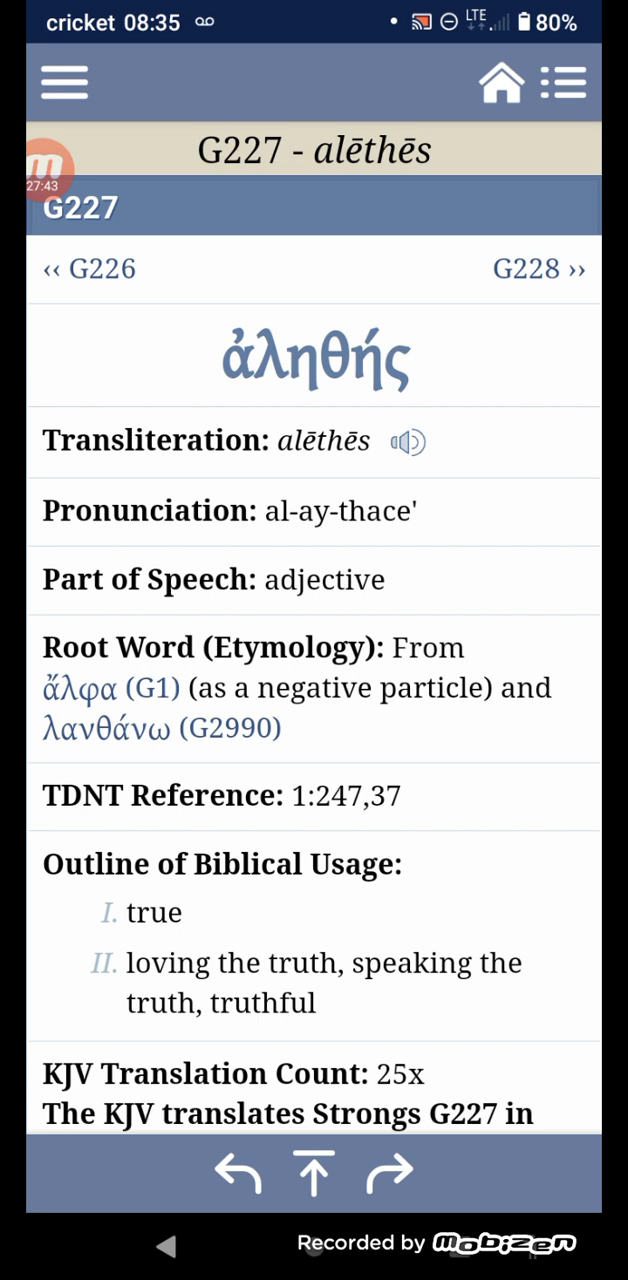 cricket 08:35 LTE 80%
G227 - alēthēs
27:43
G227
‹‹ G226 G228 ››
ἀληθής
Transliteration: alēthēs
Pronunciation: al-ay-thace'
Part of Speech: adjective
Root Word (Etymology): From
ἄλφα (G1) (as a negative particle) and
λανθάνω (G2990)
TDNT Reference: 1:247,37
Outline of Biblical Usage:
I. true
II. loving the truth, speaking the
truth, truthful
KJV Translation Count: 25x
The KJV translates Strongs G227 in
Recorded by mobizen